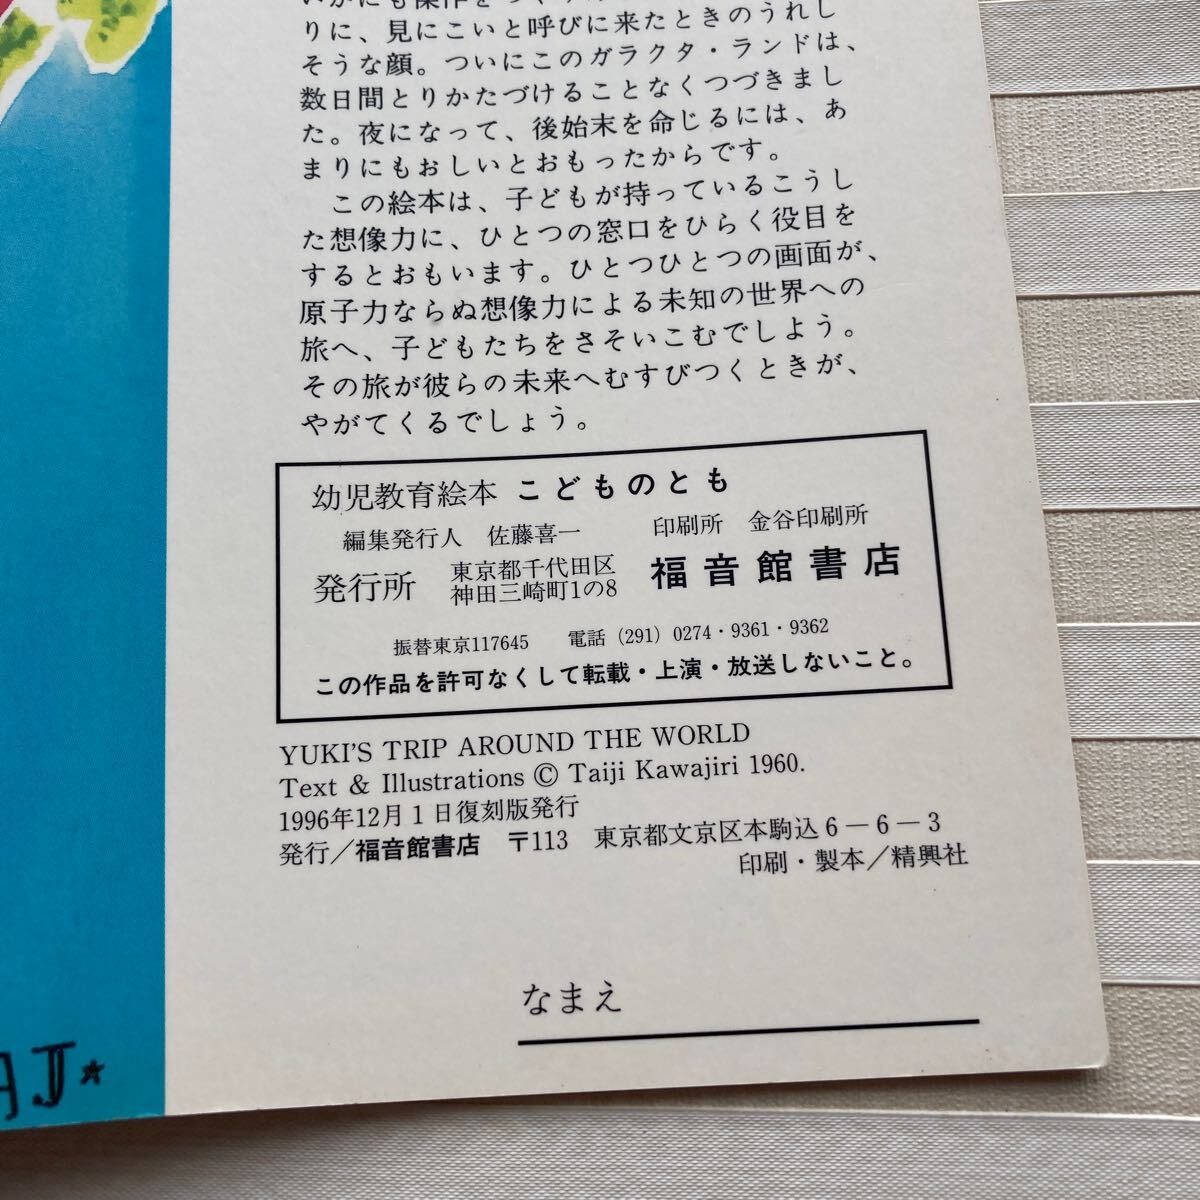 りに、見にこいと呼びに来たときのうれし
そうな顔。ついにこのガラクタ・ランドは、
数日間とりかたづけることなくつづきまし
た。夜になって、後始末を命じるには、あ
まりにもおしいとおもったからです。
この絵本は、子どもが持っているこうし
た想像力に、ひとつの窓口をひらく役目を
するとおもいます。ひとつひとつの画面が、
原子力ならぬ想像力による未知の世界への
旅へ、子どもたちをさそいこむでしよう。
その旅が彼らの未来へむすびつくときが、
やがてくるでしょう。
幼児教育絵本 こどものとも
編集発行人 佐藤喜一 印刷所 金谷印刷所
発行所 東京都千代田区 神田三崎町1の8 福音館書店
振替東京117645 電話 (291) 0274・9361・9362
この作品を許可なくして転載・上演・放送しないこと。
YUKI'S TRIP AROUND THE WORLD
Text & Illustrations © Taiji Kawajiri 1960.
1996年12月1日復刻版発行
発行／福音館書店 〒113 東京都文京区本駒込6－6－3
印刷・製本／精興社
なまえ